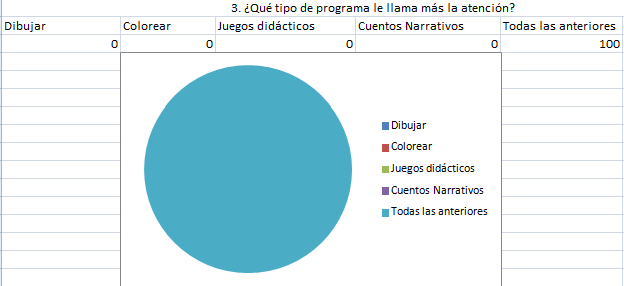 3. ¿Qué tipo de programa le llama más la atención?
Dibujar Colorear Juegos didácticos Cuentos Narrativos Todas las anteriores
0 0 0 0 100
Dibujar
Colorear
Juegos didácticos
Cuentos Narrativos
Todas las anteriores